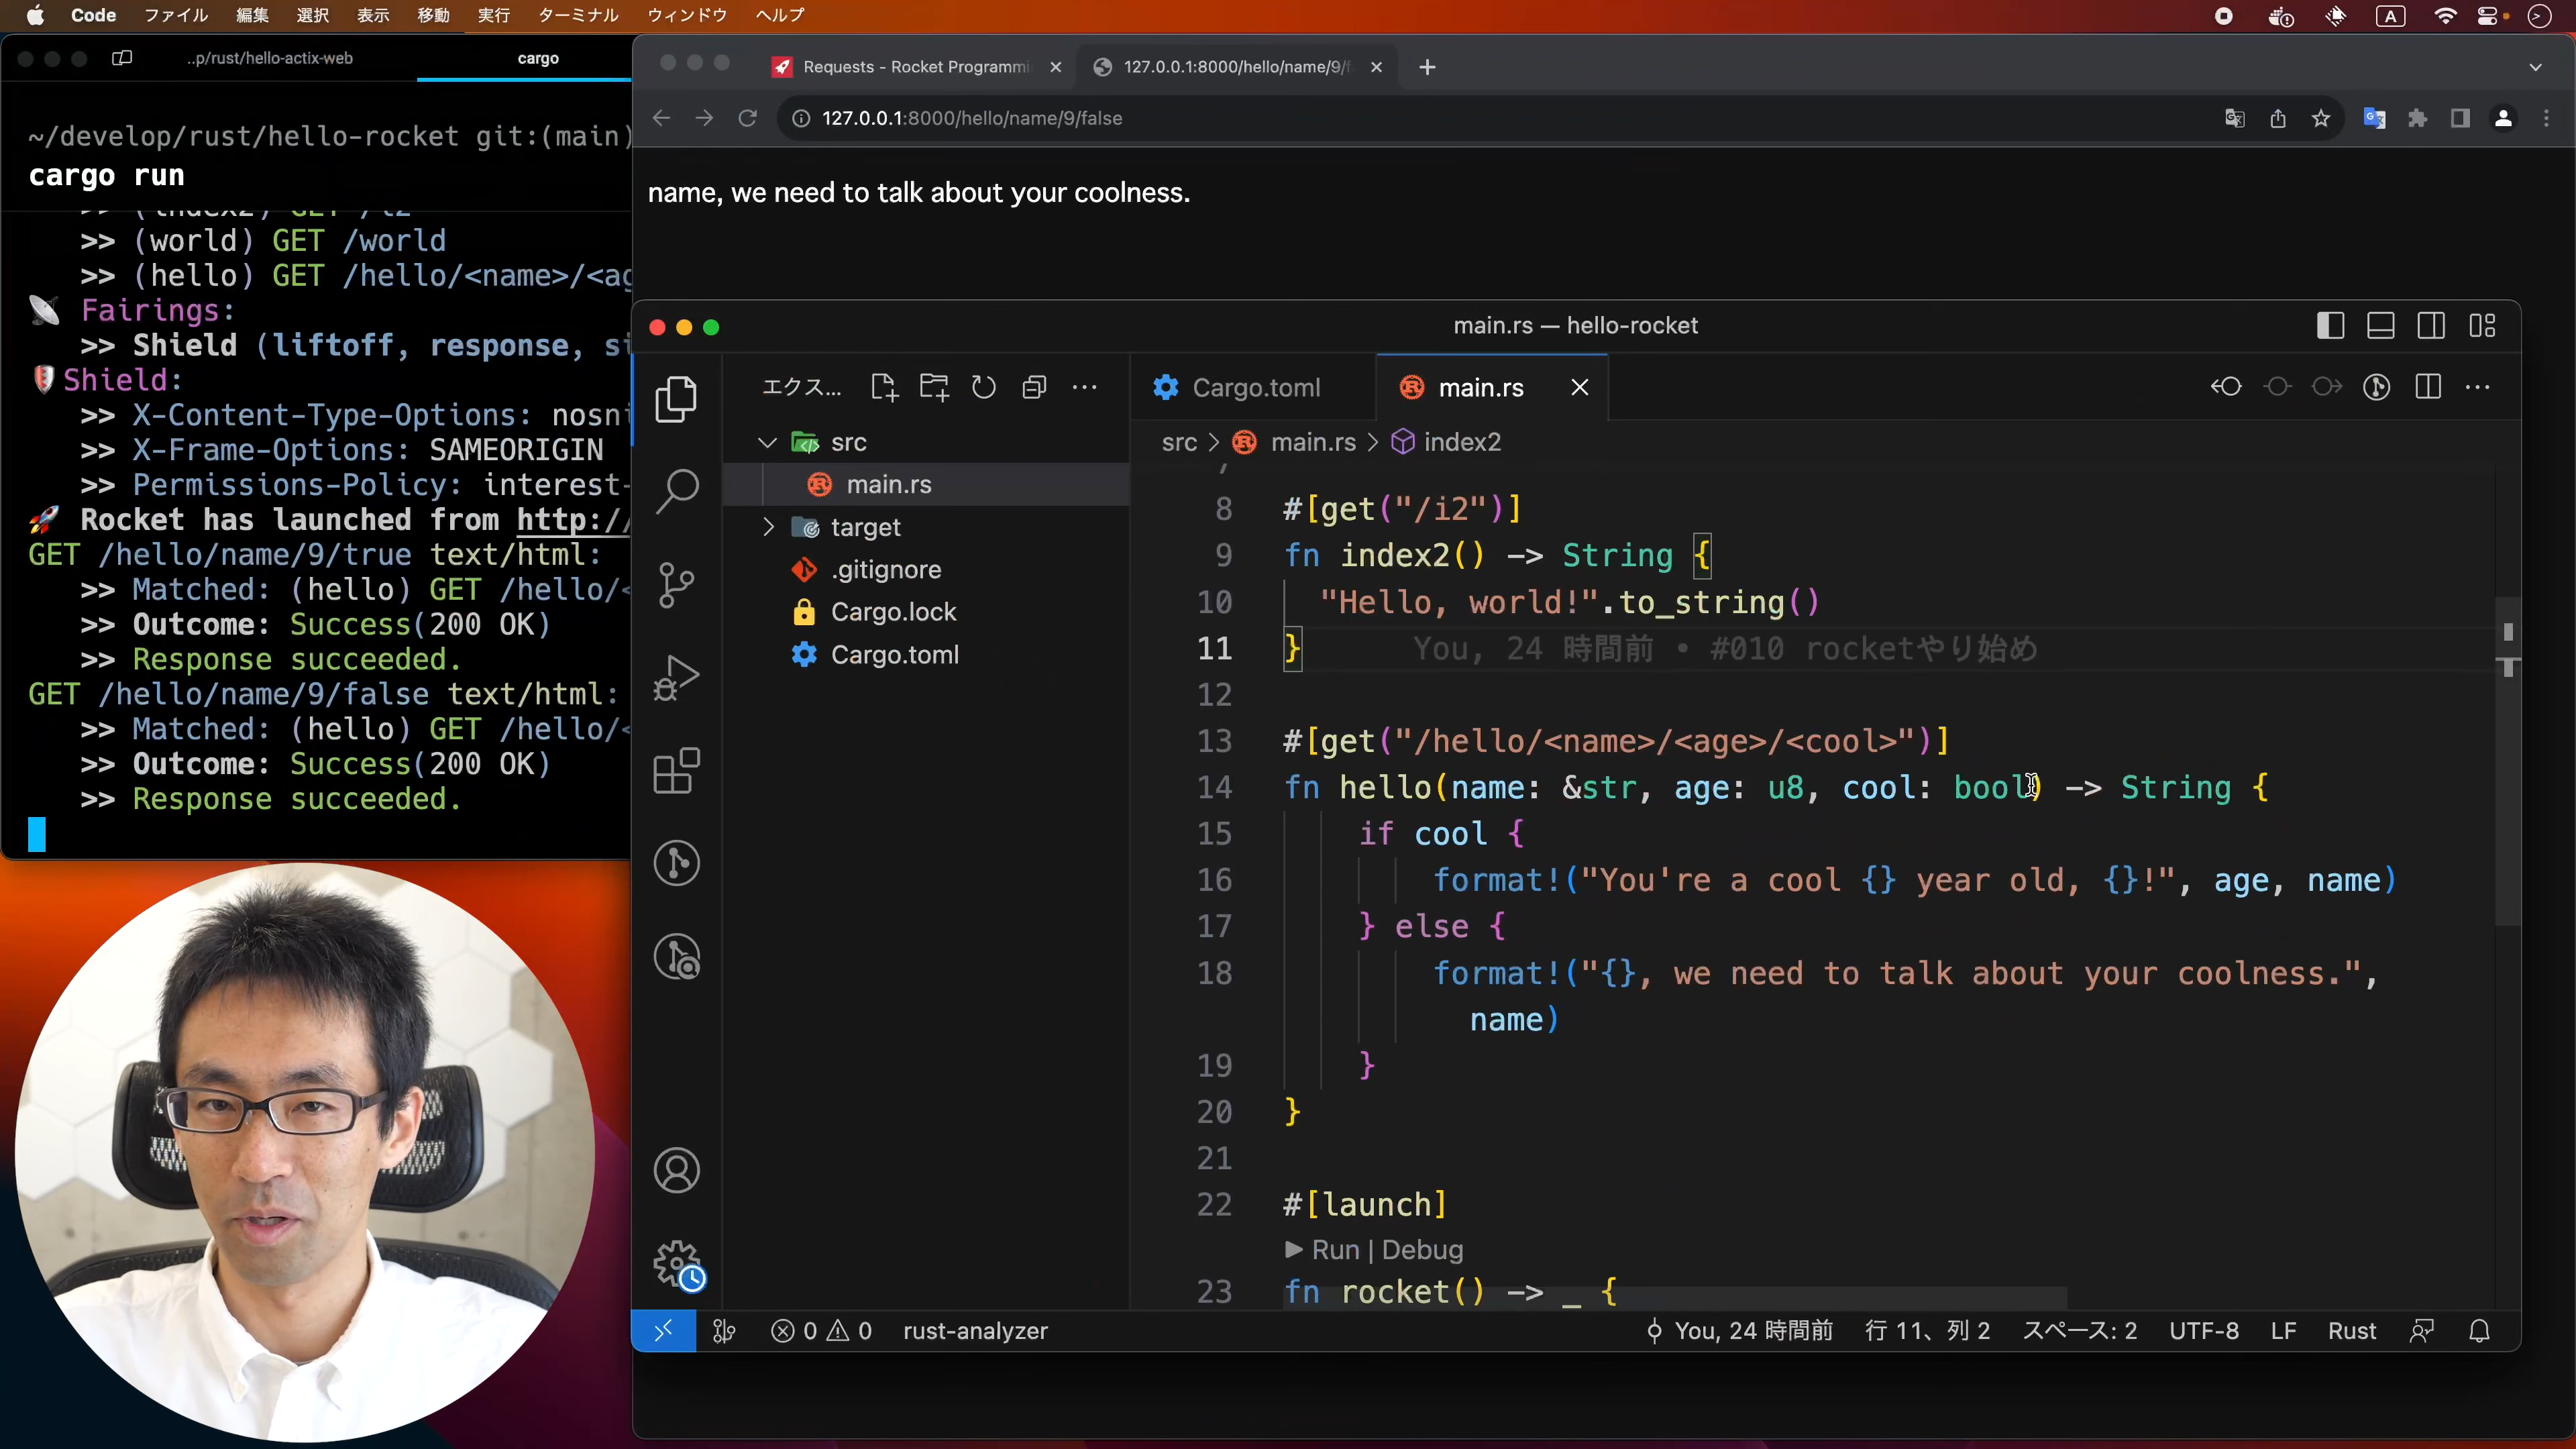 Code ファイル 編集 選択 表示 移動 実行 ターミナル ウィンドウ ヘルプ
A
..p/rust/hello-actix-web cargo
~/develop/rust/hello-rocket git:(main)
cargo run
>> (index2) GET /i2
>> (world) GET /world
>> (hello) GET /hello/<name>/<ag
Fairings:
>> Shield (liftoff, response, si
Shield:
>> X-Content-Type-Options: nosni
>> X-Frame-Options: SAMEORIGIN
>> Permissions-Policy: interest-
Rocket has launched from http://
GET /hello/name/9/true text/html:
>> Matched: (hello) GET /hello/<
>> Outcome: Success(200 OK)
>> Response succeeded.
GET /hello/name/9/false text/html:
>> Matched: (hello) GET /hello/<
>> Outcome: Success(200 OK)
>> Response succeeded.
Requests - Rocket Programmi 127.0.0.1:8000/hello/name/9/f
127.0.0.1:8000/hello/name/9/false
name, we need to talk about your coolness.
main.rs — hello-rocket
エクス...
src
main.rs
target
.gitignore
Cargo.lock
Cargo.toml
Cargo.toml main.rs
src > main.rs > index2
7
8 #[get("/i2")]
9 fn index2() -> String {
10 "Hello, world!".to_string()
11 } You, 24 時間前 • #010 rocketやり始め
12
13 #[get("/hello/<name>/<age>/<cool>")]
14 fn hello(name: &str, age: u8, cool: bool) -> String {
15 if cool {
16 format!("You're a cool {} year old, {}!", age, name)
17 } else {
18 format!("{}, we need to talk about your coolness.",
name)
19 }
20 }
21
22 #[launch]
Run | Debug
23 fn rocket() -> _ {
0 0 rust-analyzer You, 24 時間前 行 11、列 2 スペース: 2 UTF-8 LF Rust